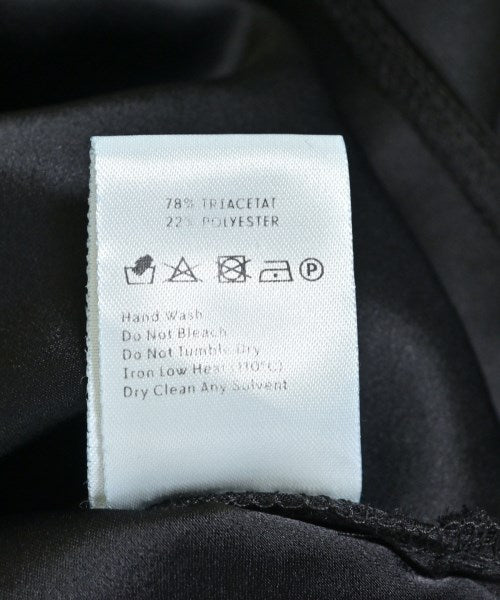 78% TRIACETAT
22% POLYESTER
P
Hand Wash
Do Not Bleach
Do Not Tumble Dry
Iron Low Heat (110°C)
Dry Clean Any Solvent